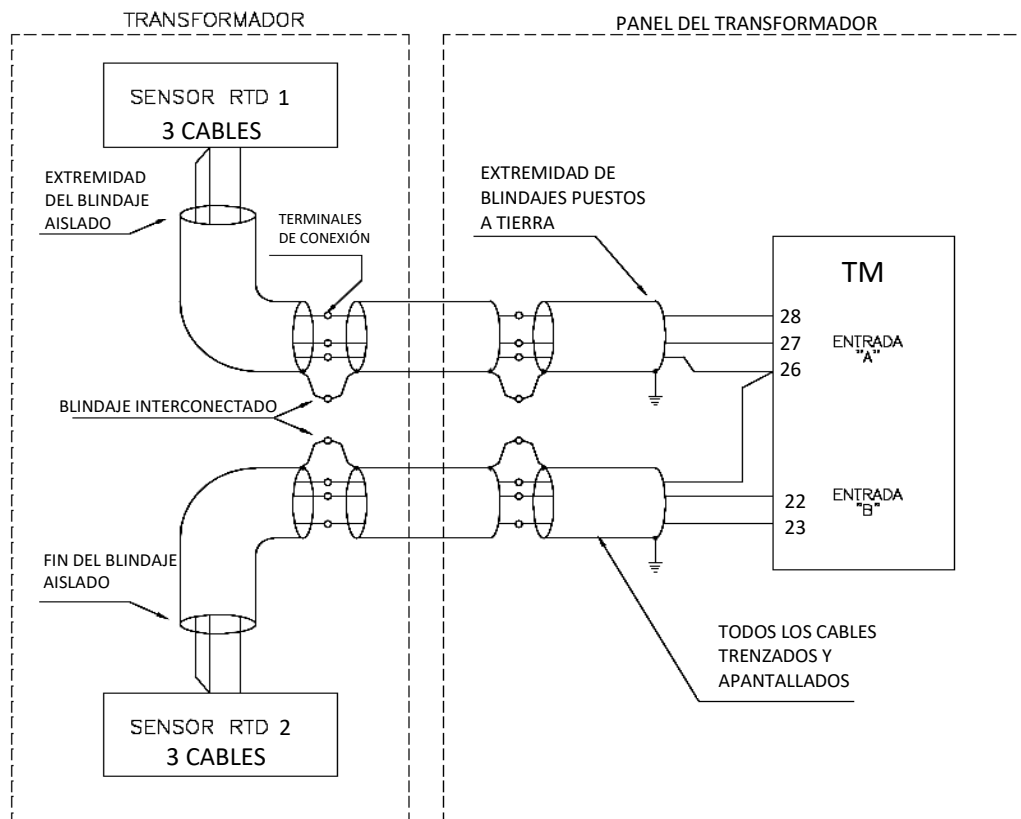 TRANSFORMADOR
PANEL DEL TRANSFORMADOR
SENSOR RTD 1
3 CABLES
EXTREMIDAD
DEL BLINDAJE
AISLADO
TERMINALES
DE CONEXIÓN
EXTREMIDAD DE
BLINDAJES PUESTOS
A TIERRA
TM
28
27
26
ENTRADA
"A"
BLINDAJE INTERCONECTADO
22
23
ENTRADA
"B"
FIN DEL BLINDAJE
AISLADO
TODOS LOS CABLES
TRENZADOS Y
APANTALLADOS
SENSOR RTD 2
3 CABLES